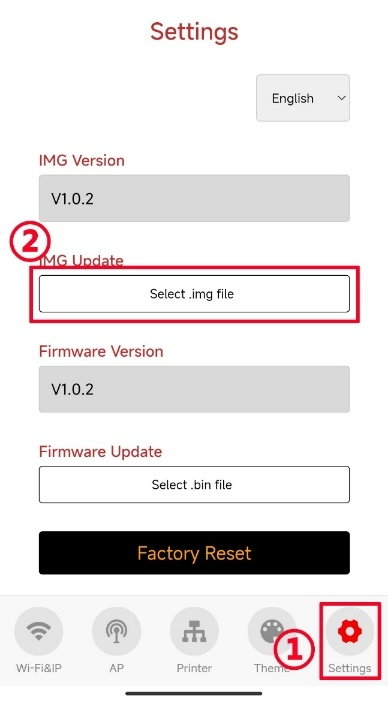 Settings
English
IMG Version
V1.0.2
2
IMG Update
Select .img file
Firmware Version
V1.0.2
Firmware Update
Select .bin file
Factory Reset
1
Wi-Fi&IP AP Printer Theme Settings